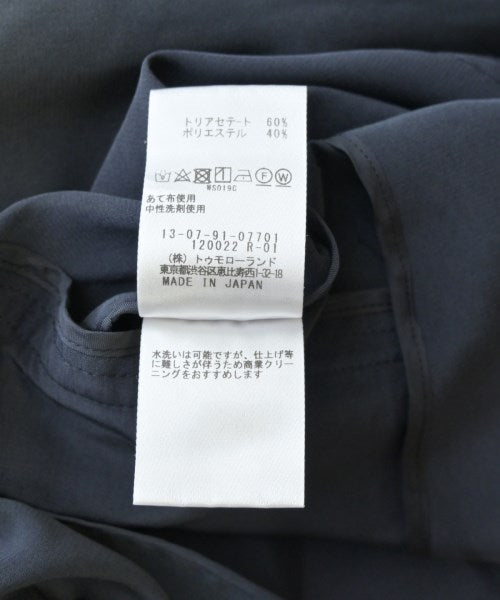 トリアセテート 60%
ポリエステル 40%
WS019C
あて布使用
中性洗剤使用
13-07-91-07701
120022 R-01
(株)トゥモローランド
東京都渋谷区恵比寿西1-32-18
MADE IN JAPAN
水洗いは可能ですが、仕上げ等
に難しさが伴うため商業クリー
ニングをおすすめします